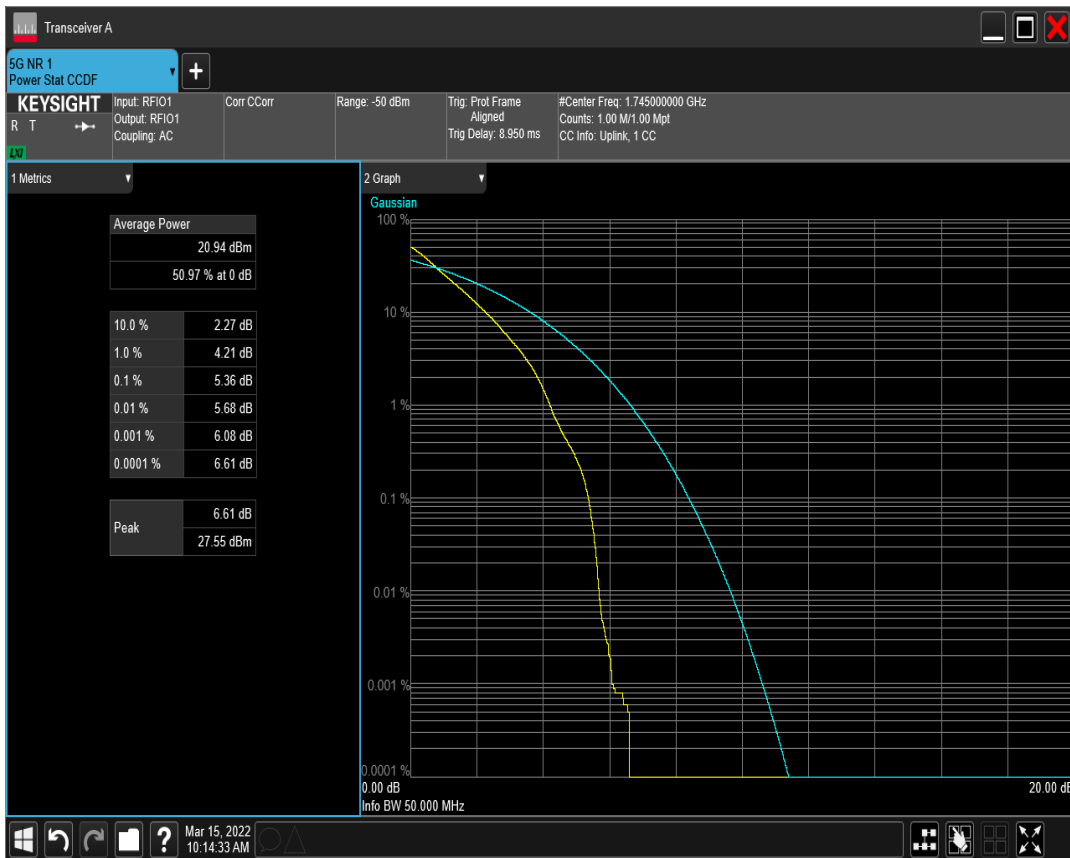 Transceiver A
5G NR 1
Power Stat CCDF
+
KEYSIGHT
R T
LXI
Input: RFIO1
Output: RFIO1
Coupling: AC
Corr CCorr
Range: -50 dBm
Trig: Prot Frame
Aligned
Trig Delay: 8.950 ms
#Center Freq: 1.745000000 GHz
Counts: 1.00 M/1.00 Mpt
CC Info: Uplink, 1 CC
1 Metrics
Average Power
20.94 dBm
50.97 % at 0 dB
10.0 % 2.27 dB
1.0 % 4.21 dB
0.1 % 5.36 dB
0.01 % 5.68 dB
0.001 % 6.08 dB
0.0001 % 6.61 dB
Peak 6.61 dB
27.55 dBm
2 Graph
Gaussian
100 %
10 %
1 %
0.1 %
0.01 %
0.001 %
0.0001 %
0.00 dB 20.00 dB
Info BW 50.000 MHz
?
Mar 15, 2022
10:14:33 AM